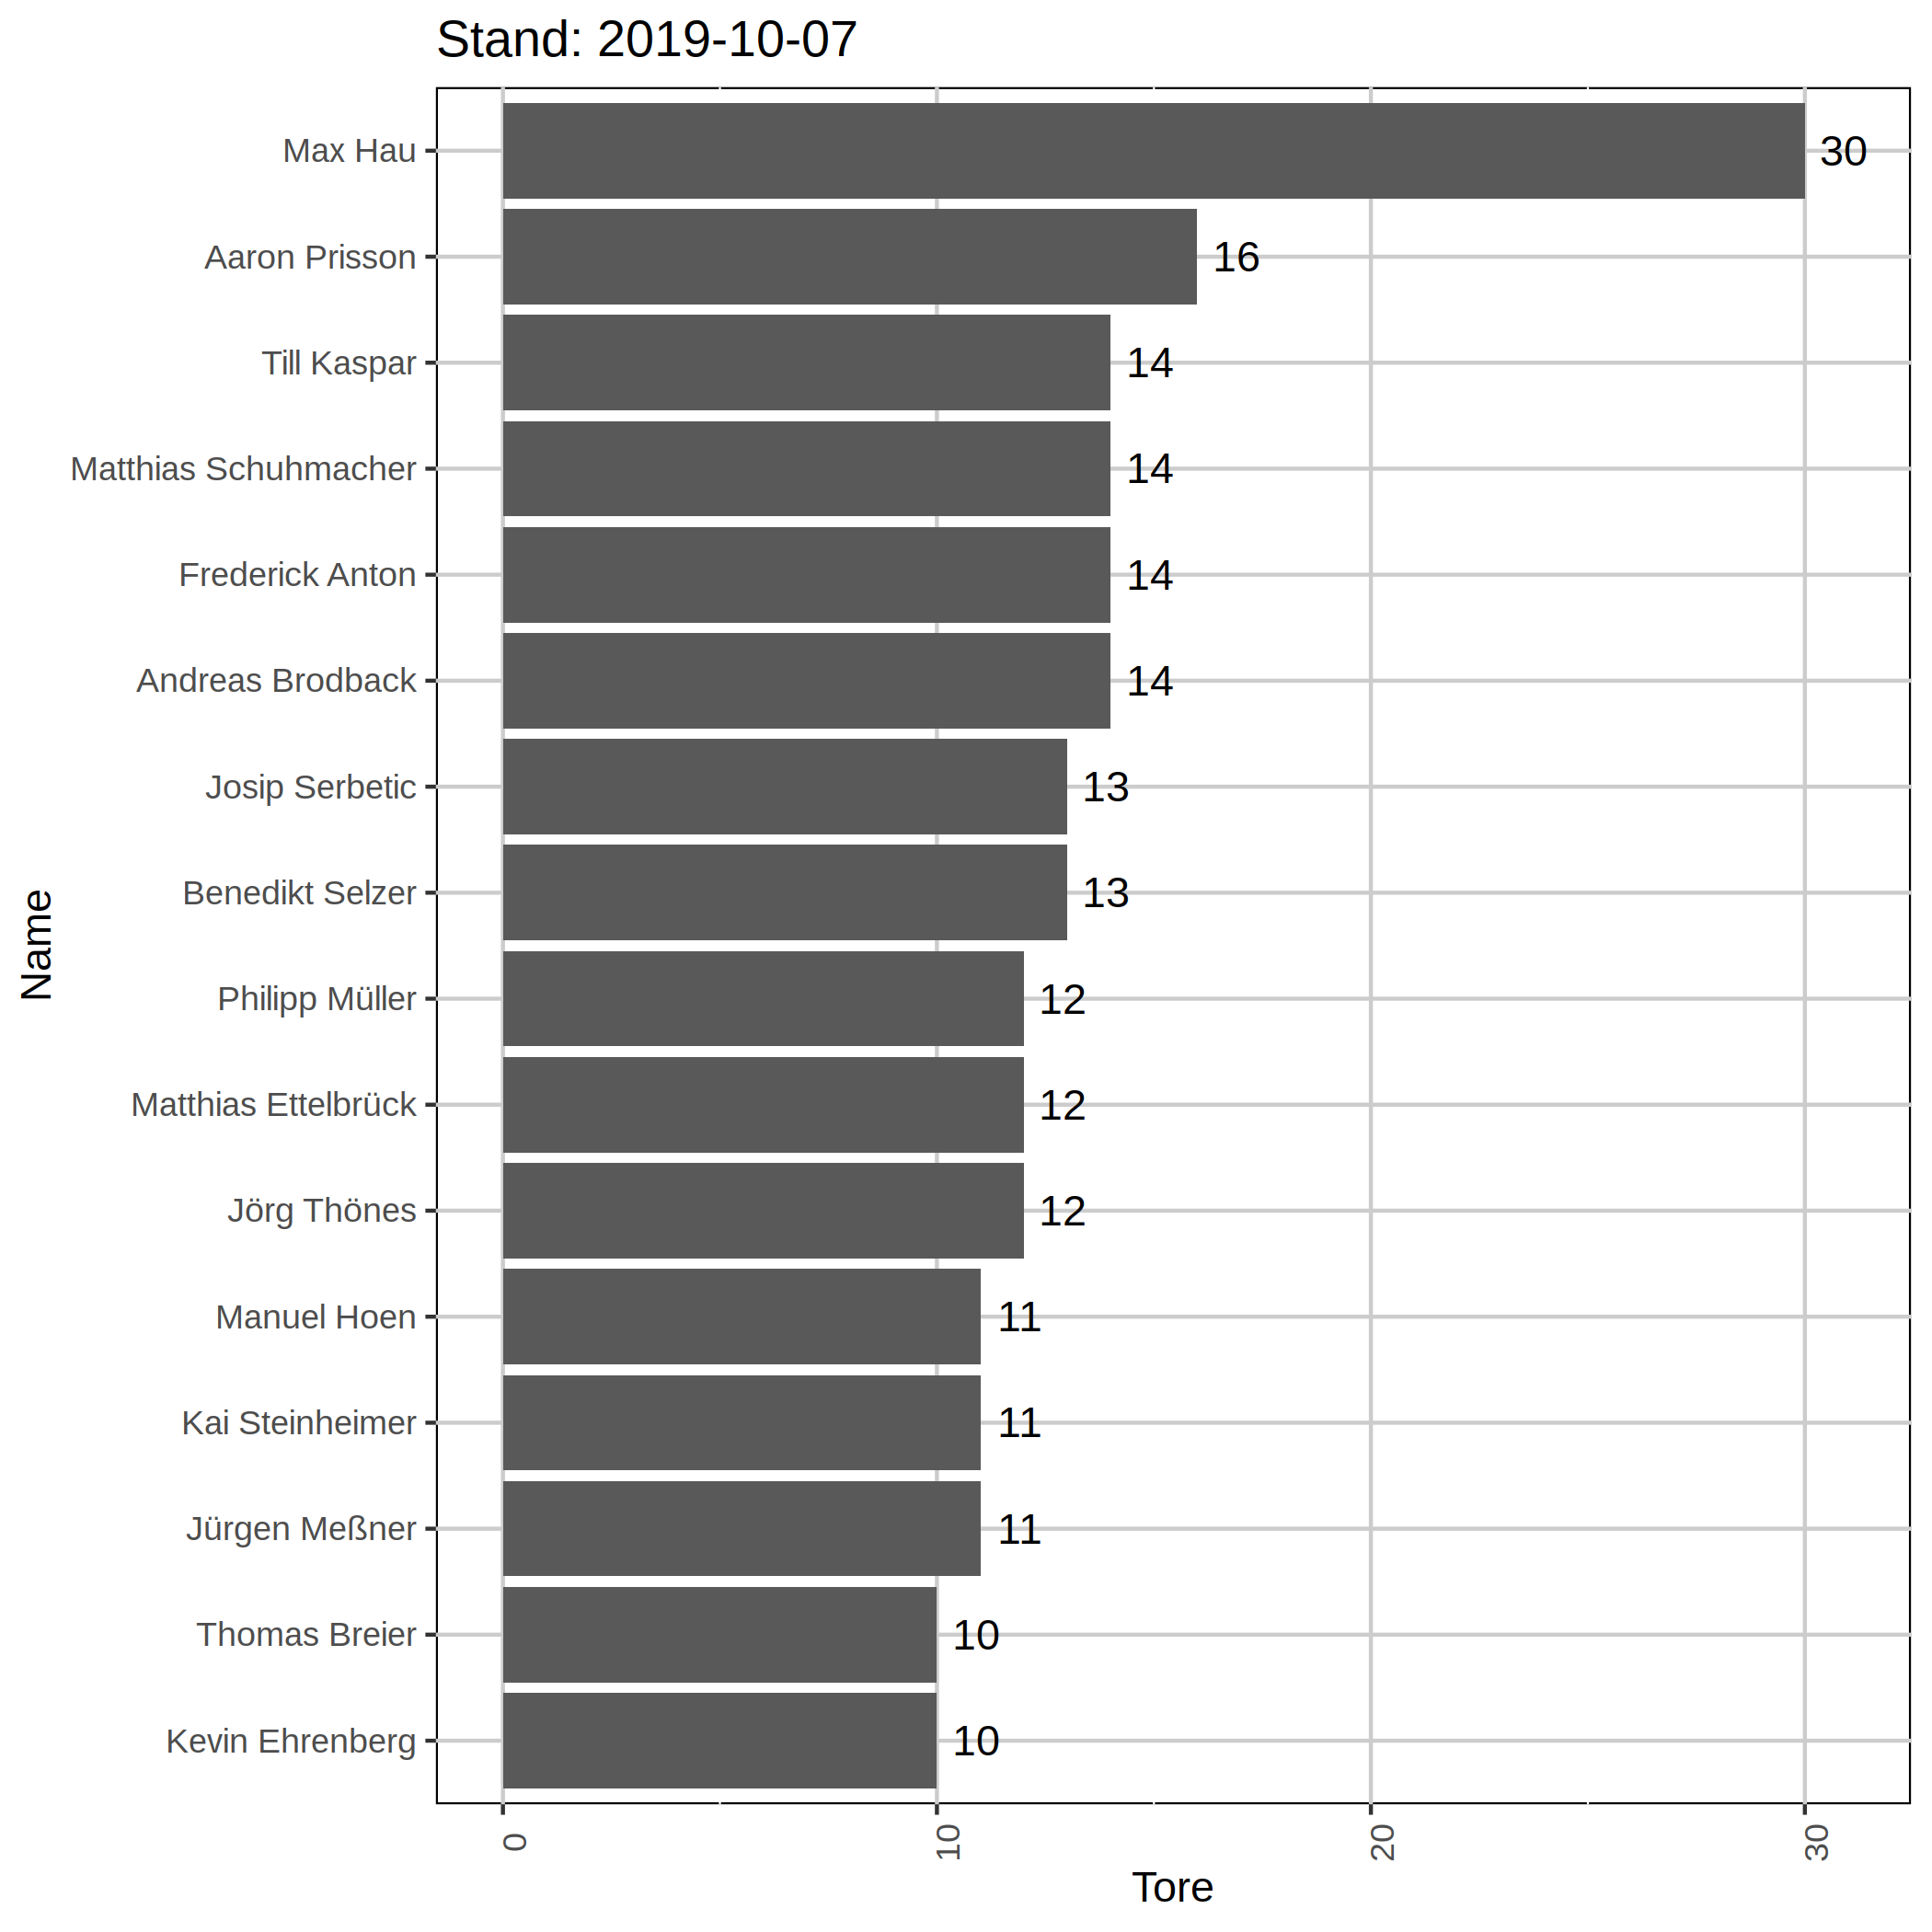 Stand: 2019-10-07
Max Hau 30
Aaron Prisson 16
Till Kaspar 14
Matthias Schuhmacher 14
Frederick Anton 14
Andreas Brodback 14
Josip Serbetic 13
Benedikt Selzer 13
Philipp Müller 12
Matthias Ettelbrück 12
Jörg Thönes 12
Manuel Hoen 11
Kai Steinheimer 11
Jürgen Meßner 11
Thomas Breier 10
Kevin Ehrenberg 10
Name
0 10 20 30
Tore